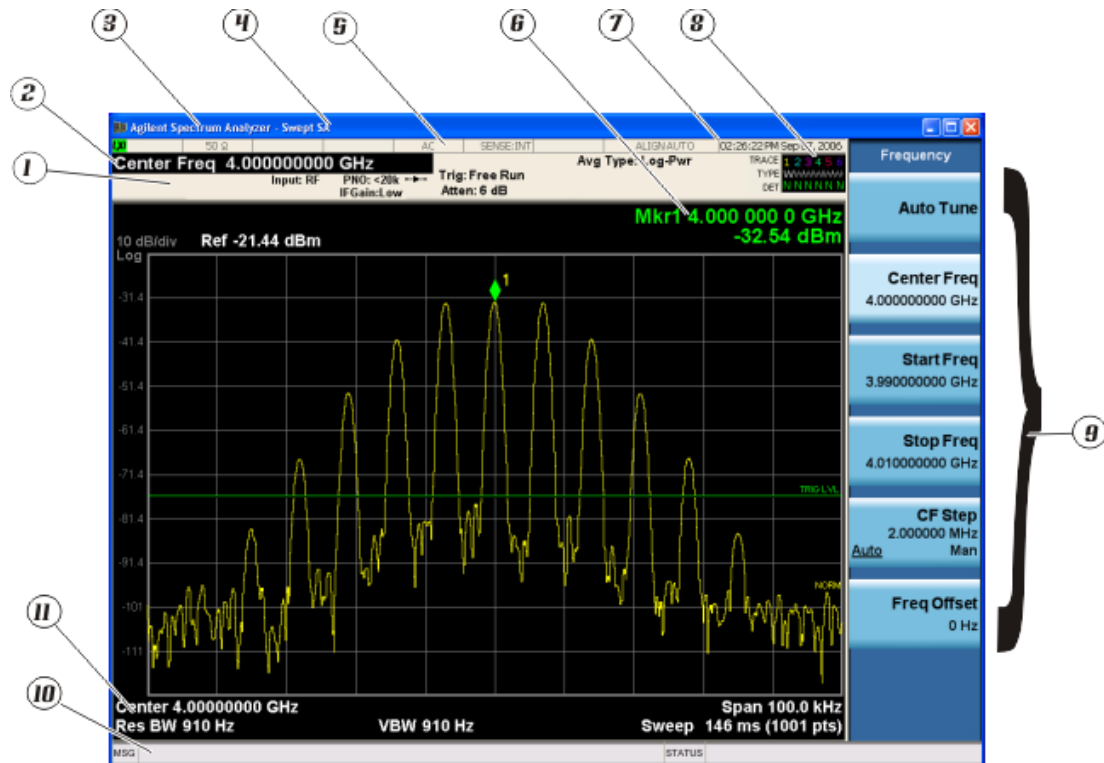 3 4 5 6 7 8
2
1
Agilent Spectrum Analyzer - Swept SA
50 Ω AC SENSE:INT ALIGN AUTO 02:26:22 PM Sep 07, 2006
Center Freq 4.000000000 GHz
Input: RF PNO: <20k Trig: Free Run Avg Type: Log-Pwr TRACE 1 2 3 4 5 6
IFGain:Low Atten: 6 dB TYPE WWWWWW
DET N N N N N N
Mkr1 4.000 000 0 GHz
-32.54 dBm
10 dB/div Ref -21.44 dBm
Log
1
-31.4
-41.4
-51.4
-61.4
-71.4
TRIG LVL
-81.4
-91.4
NORM
-101
-111
Center 4.00000000 GHz Span 100.0 kHz
Res BW 910 Hz VBW 910 Hz Sweep 146 ms (1001 pts)
MSG STATUS
Frequency
Auto Tune
Center Freq
4.000000000 GHz
Start Freq
3.990000000 GHz
Stop Freq
4.010000000 GHz
CF Step
2.000000 MHz
Auto Man
Freq Offset
0 Hz
9
11
10